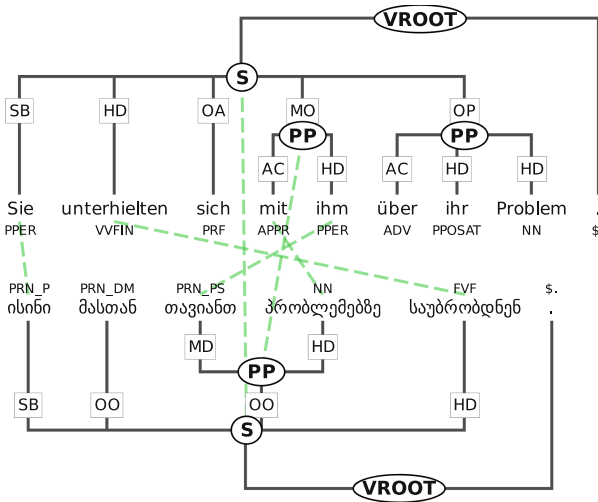 VROOT
S
SB HD OA MO OP
PP PP
AC HD AC HD HD
Sie unterhielten sich mit ihm über ihr Problem .
PPER VVFIN PRF APPR PPER ADV PPOSAT NN $
PRN_P PRN_DM PRN_PS NN FVF $.
ისინი მასთან თავიანთ პრობლემებზე საუბრობდნენ .
MD HD
PP
SB OO OO HD
S
VROOT